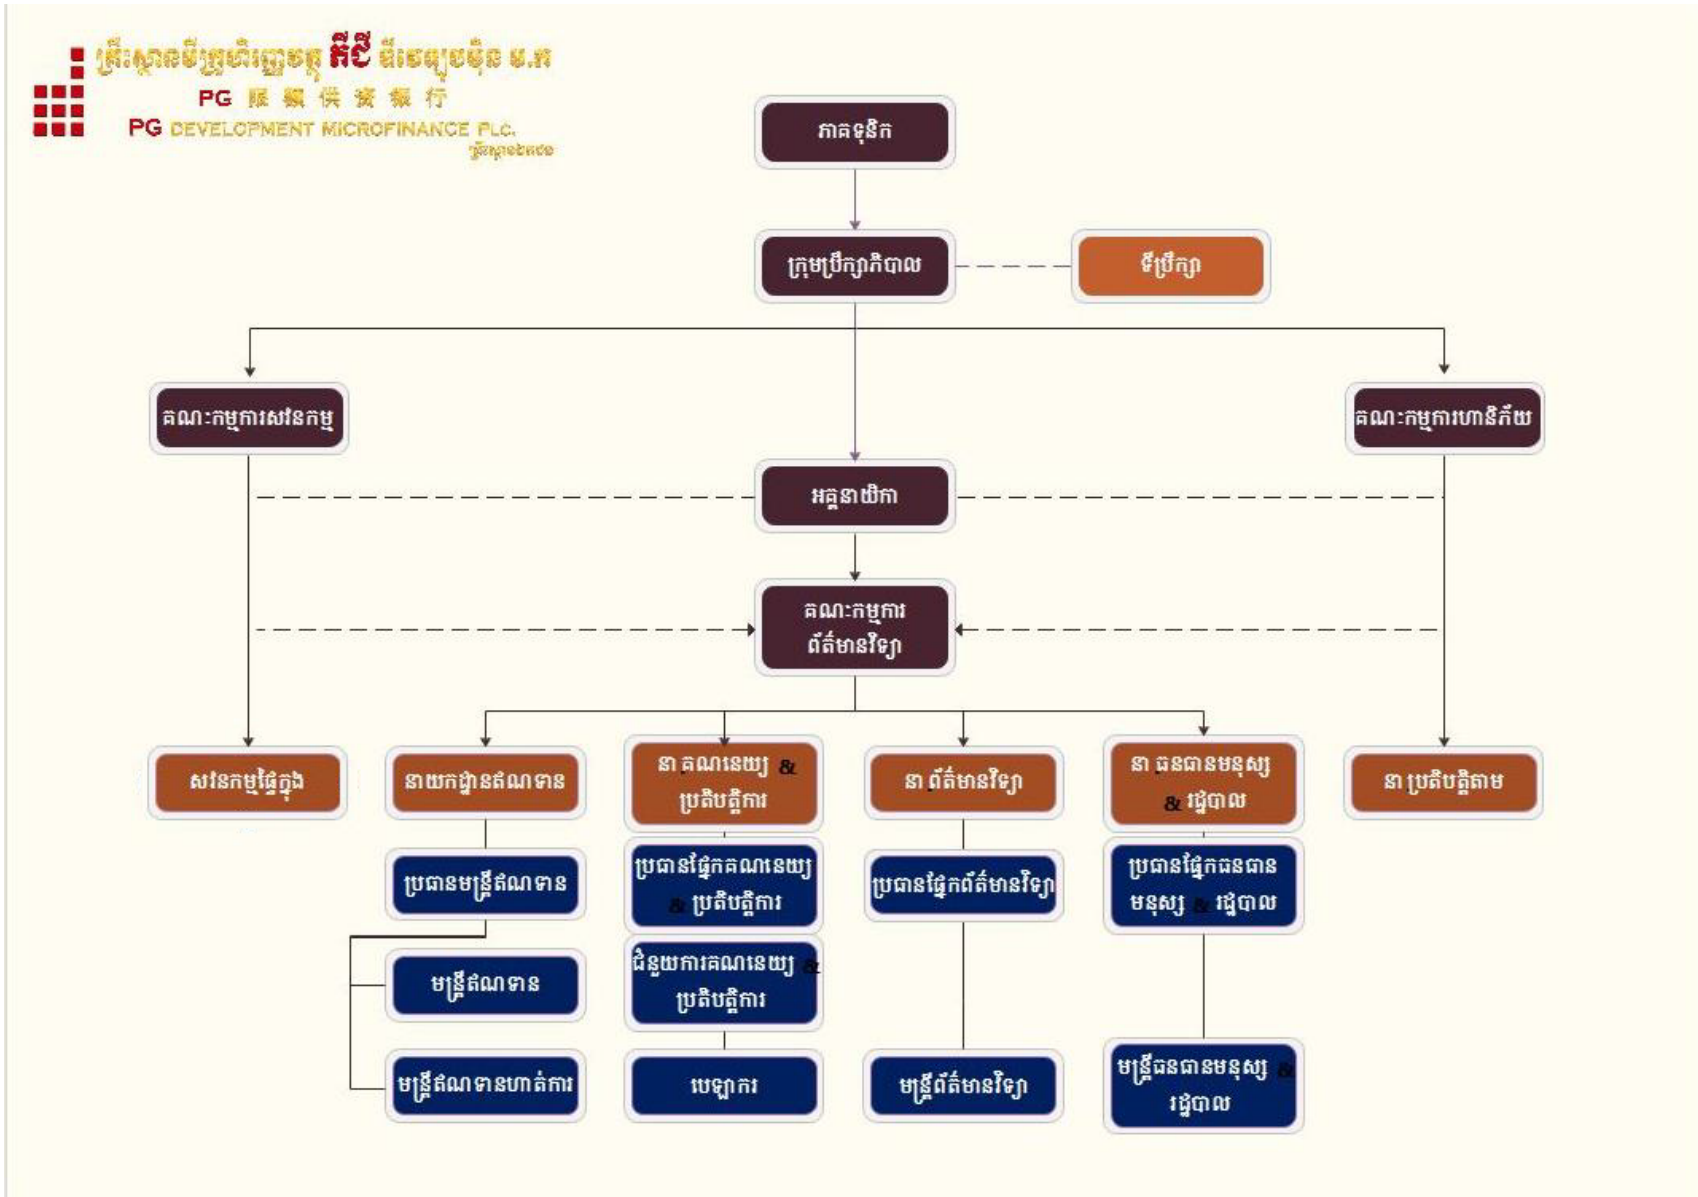 គ្រឹះស្ថានមីក្រូហិរញ្ញវត្ថុ ភីជី ឌីវេឡុបម៉ិន ម.ក
PG 限額供资银行
PG DEVELOPMENT MICROFINANCE PLC.
គ្រឹះស្ថានឯកជន
ភាគទុនិក
ក្រុមប្រឹក្សាភិបាល
ទីប្រឹក្សា
គណៈកម្មការសវនកម្ម
គណៈកម្មការហានិភ័យ
អគ្គនាយិកា
គណៈកម្មការ
ព័ត៌មានវិទ្យា
សវនកម្មផ្ទៃក្នុង
នាយកដ្ឋានឥណទាន
នា.គណនេយ្យ &
ប្រតិបត្តិការ
នា.ព័ត៌មានវិទ្យា
នា.ធនធានមនុស្ស
& រដ្ឋបាល
នា.ប្រតិបត្តិតាម
ប្រធានមន្ត្រីឥណទាន
ប្រធានផ្នែកគណនេយ្យ
& ប្រតិបត្តិការ
ប្រធានផ្នែកព័ត៌មានវិទ្យា
ប្រធានផ្នែកធនធាន
មនុស្ស & រដ្ឋបាល
មន្ត្រីឥណទាន
ជំនួយការគណនេយ្យ &
ប្រតិបត្តិការ
មន្ត្រីឥណទានហាត់ការ
បេឡាករ
មន្ត្រីព័ត៌មានវិទ្យា
មន្ត្រីធនធានមនុស្ស &
រដ្ឋបាល